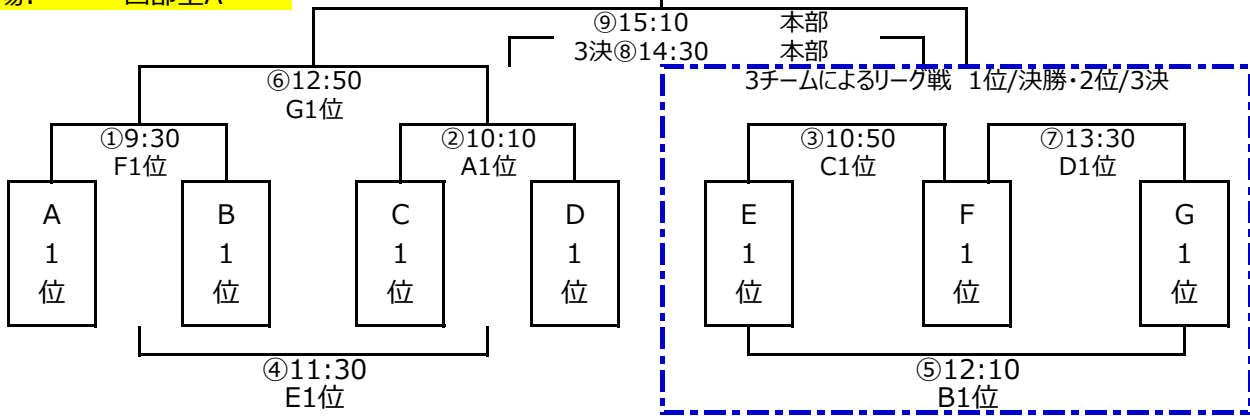 ⑨15:10 本部
3決⑧14:30 本部
⑥12:50
G1位
3チームによるリーグ戦 1位/決勝・2位/3決
①9:30
F1位
②10:10
A1位
③10:50
C1位
⑦13:30
D1位
A
1
位
B
1
位
C
1
位
D
1
位
E
1
位
F
1
位
G
1
位
④11:30
E1位
⑤12:10
B1位